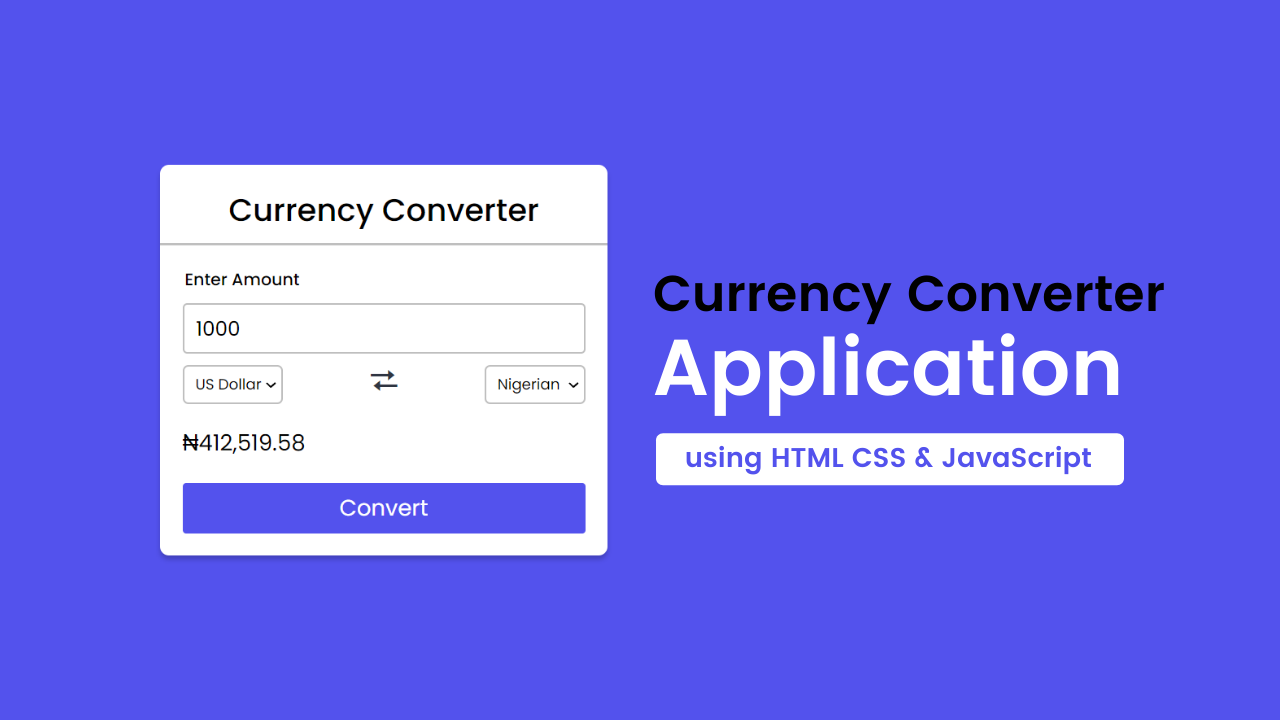 Currency Converter
Enter Amount
1000
US Dollar
Nigerian
₦412,519.58
Convert
Currency Converter
Application
using HTML CSS & JavaScript